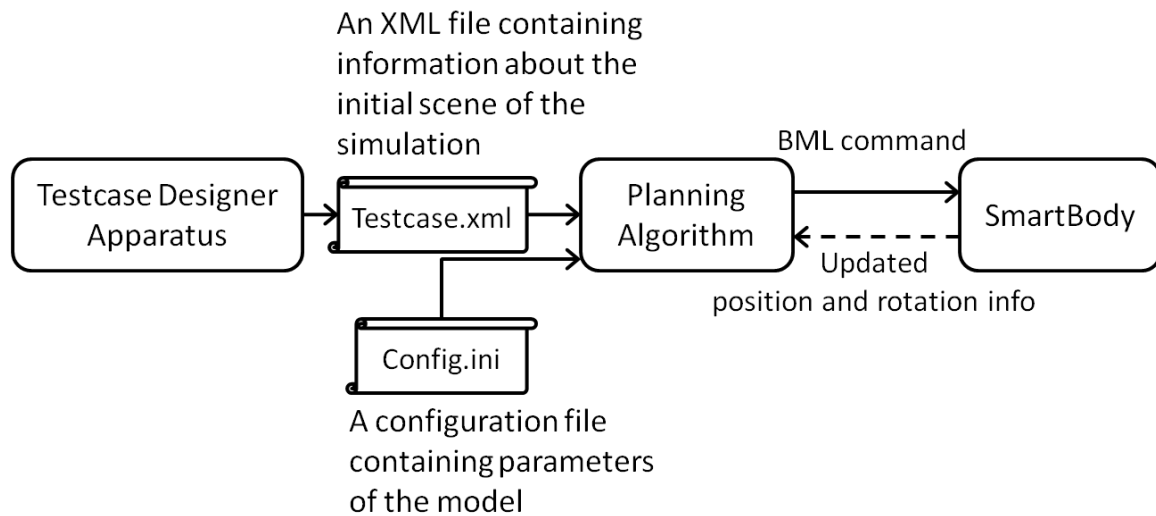 An XML file containing
information about the
initial scene of the
simulation
Testcase Designer
Apparatus
Testcase.xml
Planning
Algorithm
BML command
SmartBody
Updated
position and rotation info
Config.ini
A configuration file
containing parameters
of the model